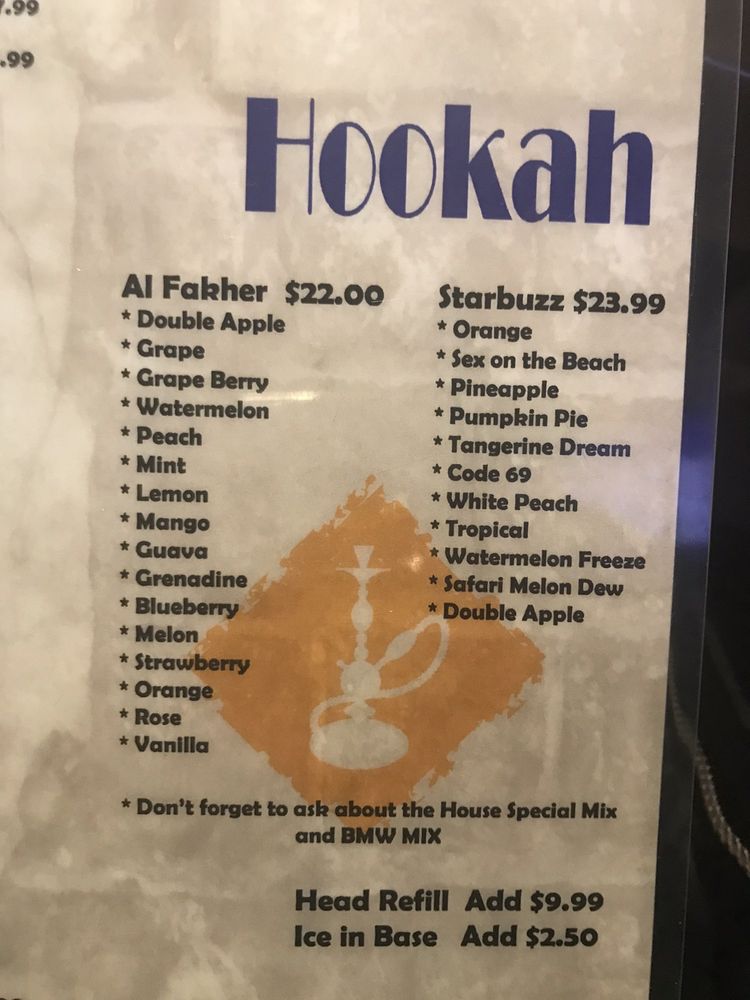 7.99
.99
Hookah
Al Fakher $22.00
* Double Apple
* Grape
* Grape Berry
* Watermelon
* Peach
* Mint
* Lemon
* Mango
* Guava
* Grenadine
* Blueberry
* Melon
* Strawberry
* Orange
* Rose
* Vanilla
Starbuzz $23.99
* Orange
* Sex on the Beach
* Pineapple
* Pumpkin Pie
* Tangerine Dream
* Code 69
* White Peach
* Tropical
* Watermelon Freeze
* Safari Melon Dew
* Double Apple
* Don't forget to ask about the House Special Mix
and BMW MIX
Head Refill Add $9.99
Ice in Base Add $2.50